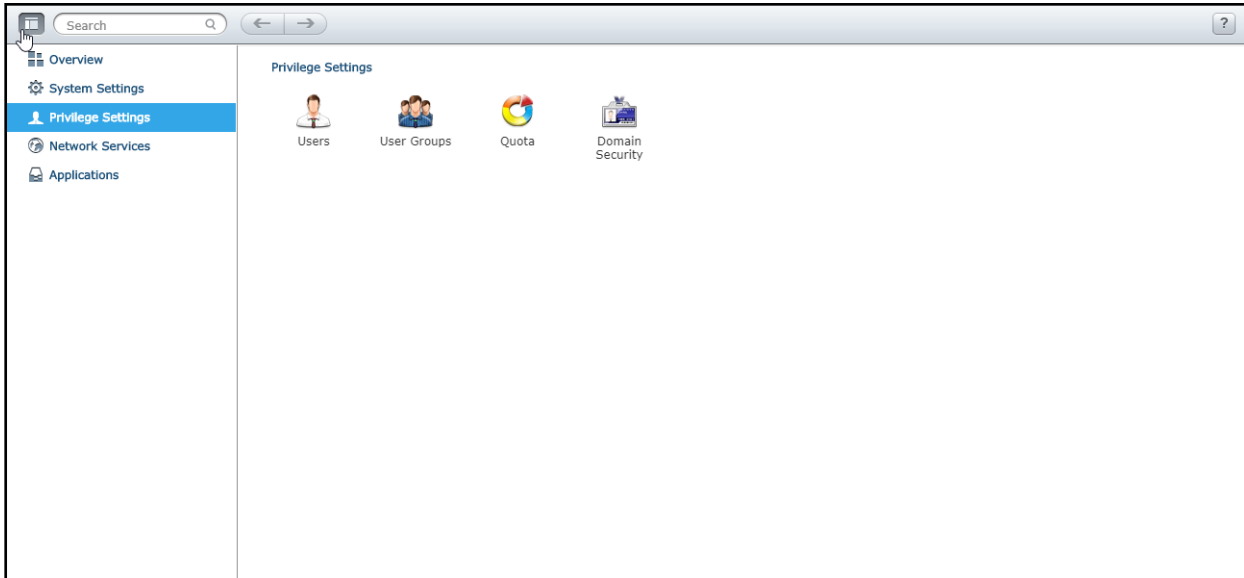 Search
?
Overview
System Settings
Privilege Settings
Network Services
Applications
Privilege Settings
Users
User Groups
Quota
Domain
Security